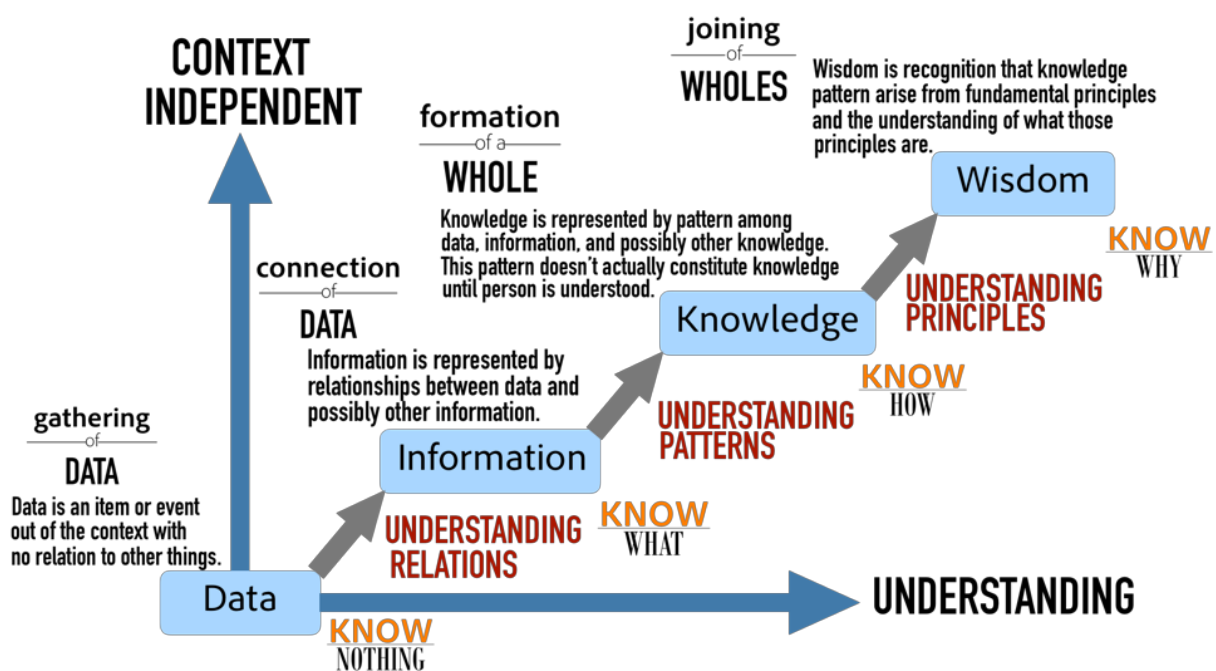 CONTEXT
INDEPENDENT
joining
of
WHOLES
Wisdom is recognition that knowledge
pattern arise from fundamental principles
and the understanding of what those
principles are.
Wisdom
KNOW
WHY
formation
of a
WHOLE
Knowledge is represented by pattern among
data, information, and possibly other knowledge.
This pattern doesn't actually constitute knowledge
until person is understood.
Knowledge
UNDERSTANDING
PRINCIPLES
KNOW
HOW
connection
of
DATA
Information is represented by
relationships between data and
possibly other information.
Information
UNDERSTANDING
PATTERNS
KNOW
WHAT
gathering
of
DATA
Data is an item or event
out of the context with
no relation to other things.
Data
UNDERSTANDING
RELATIONS
KNOW
NOTHING
UNDERSTANDING